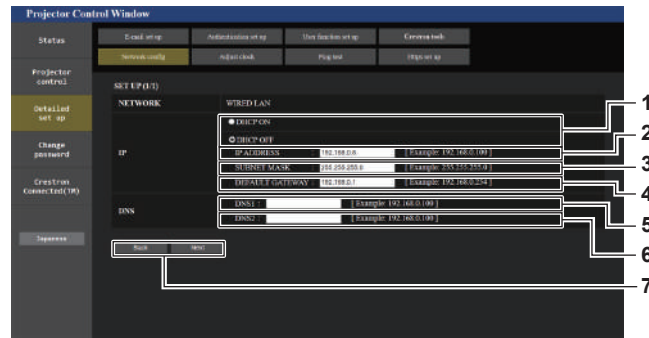 Projector Control Window
Status
Projector
control
Detailed
set up
Change
password
Crestron
Connected(TM)
Japanese
E-mail set up
Authentication set up
User function set up
Crestron tools
Network config
Adjust clock
Ping test
Https set up
SET UP (1/1)
NETWORK WIRED LAN
IP
DHCP ON
DHCP OFF
IP ADDRESS : 192.168.0.8 [ Example: 192.168.0.100 ]
SUBNET MASK : 255.255.255.0 [ Example: 255.255.255.0 ]
DEFAULT GATEWAY : 192.168.0.1 [ Example: 192.168.0.254 ]
DNS
DNS1 : [ Example: 192.168.0.100 ]
DNS2 : [ Example: 192.168.0.100 ]
Back Next
1
2
3
4
5
6
7